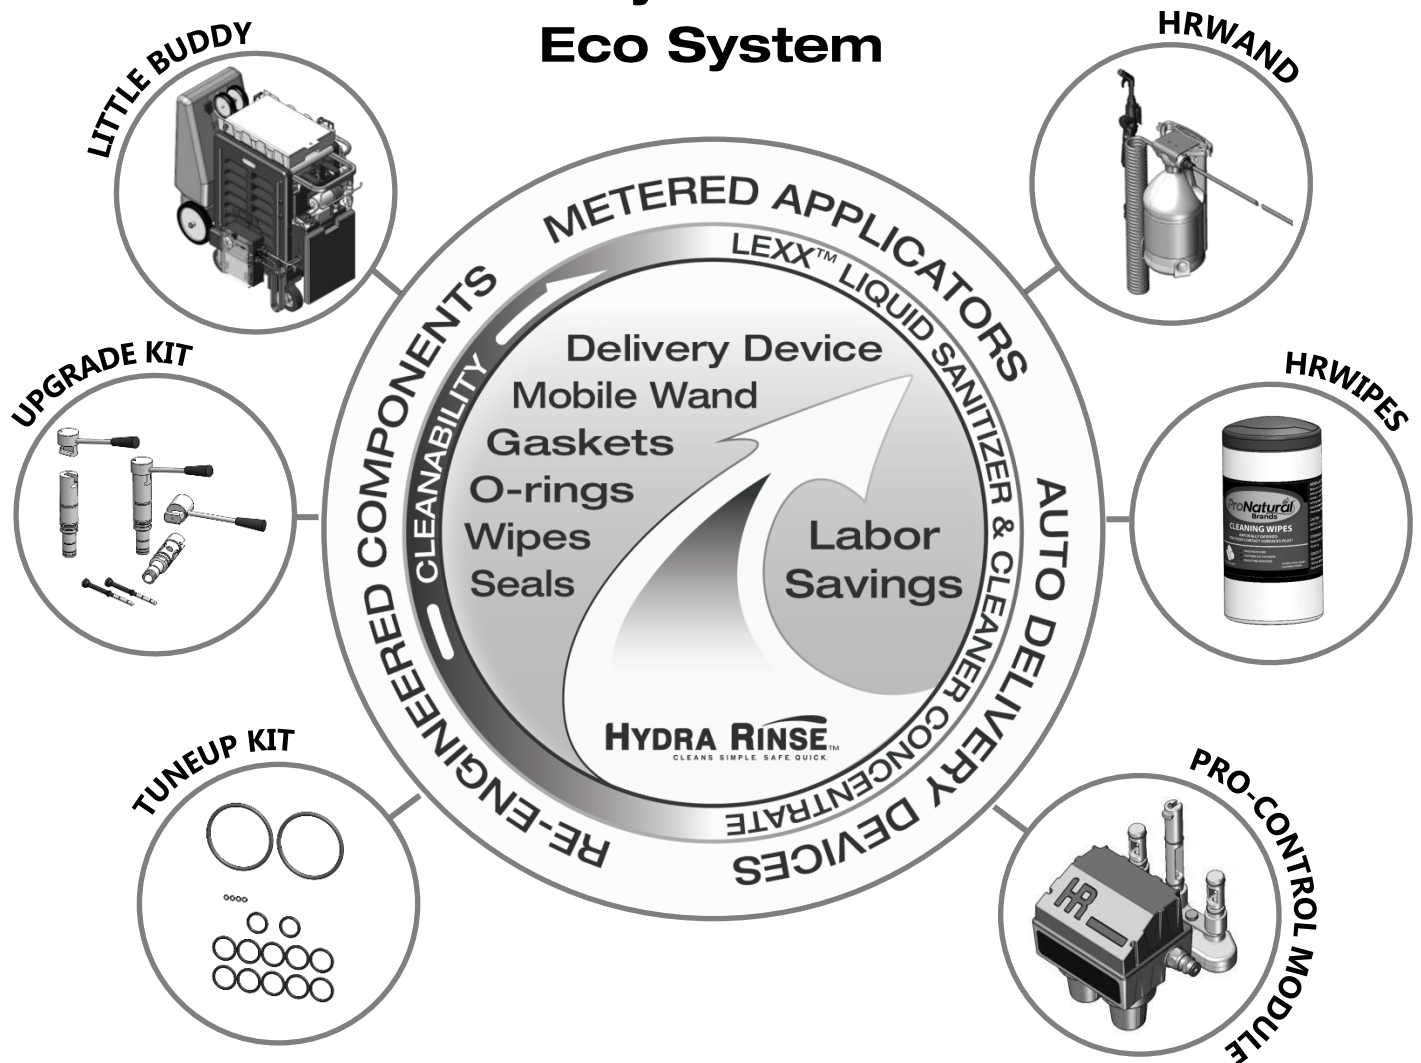 Eco System
LITTLE BUDDY
HRWAND
UPGRADE KIT
HRWIPES
TUNEUP KIT
PRO-CONTROL MODULE
METERED APPLICATORS
AUTO DELIVERY DEVICES
RE-ENGINEERED COMPONENTS
LEXX™ LIQUID SANITIZER & CLEANER CONCENTRATE
CLEANABILITY
Delivery Device
Mobile Wand
Gaskets
O-rings
Wipes
Seals
Labor
Savings
HYDRA RINSE™
CLEANS SIMPLE. SAFE. QUICK.
ProNatural
Brands
CLEANING WIPES
HR